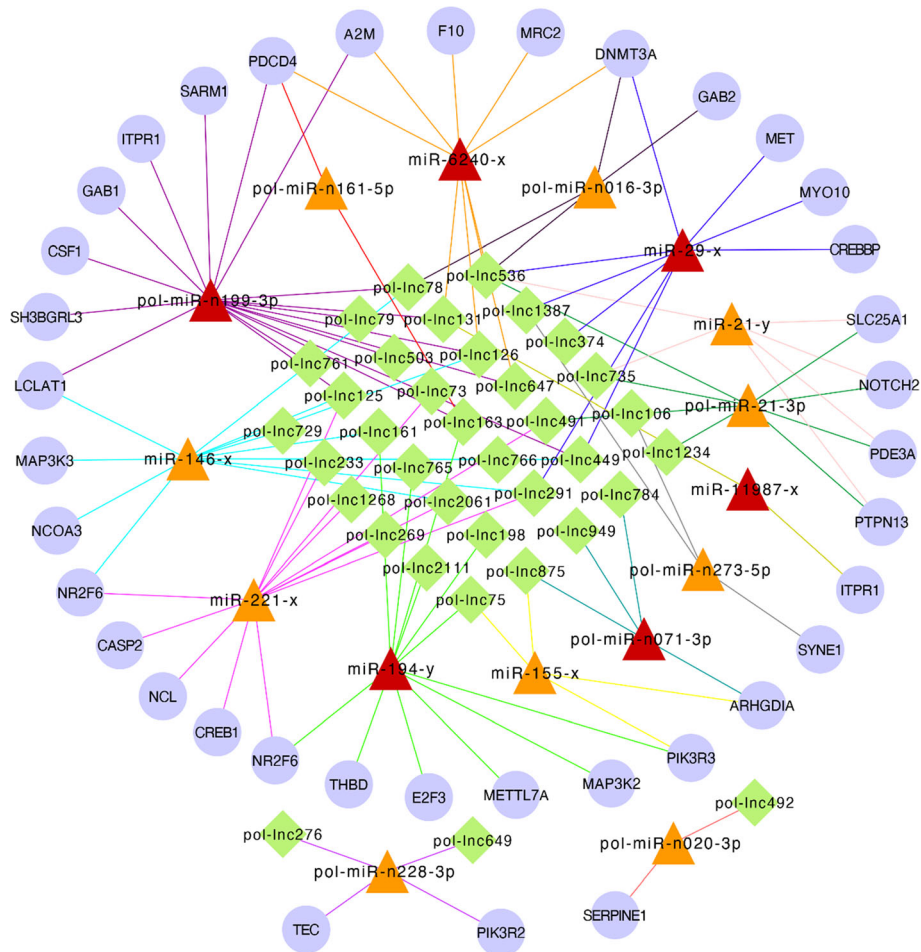 F10
A2M
MRC2
PDCD4
DNMT3A
SARM1
GAB2
ITPR1
MET
miR-6240-x
GAB1
pol-miR-n161-5p
pol-miR-n016-3p
MYO10
CSF1
miR-29-x
CREBBP
pol-lnc536
pol-lnc78
pol-miR-n199-3p
SH3BGRL3
pol-lnc79
pol-lnc131
pol-lnc1387
miR-21-y
SLC25A1
pol-lnc374
pol-lnc503
pol-lnc126
pol-lnc761
LCLAT1
pol-lnc735
pol-lnc647
NOTCH2
pol-lnc125
pol-lnc73
pol-miR-21-3p
pol-lnc106
pol-lnc163
pol-lnc491
pol-lnc729
pol-lnc161
PDE3A
pol-lnc1234
miR-146-x
MAP3K3
pol-lnc233
pol-lnc765
pol-lnc766
pol-lnc449
miR-11987-x
pol-lnc291
pol-lnc784
pol-lnc1268
pol-lnc2061
PTPN13
NCOA3
pol-lnc269
pol-lnc198
pol-lnc949
pol-lnc2111
pol-miR-n273-5p
pol-lnc875
NR2F6
ITPR1
miR-221-x
pol-lnc75
pol-miR-n071-3p
CASP2
SYNE1
miR-194-y
miR-155-x
NCL
ARHGDIA
CREB1
NR2F6
PIK3R3
THBD
MAP3K2
E2F3
METTL7A
pol-lnc492
pol-lnc276
pol-lnc649
pol-miR-n020-3p
pol-miR-n228-3p
SERPINE1
TEC
PIK3R2